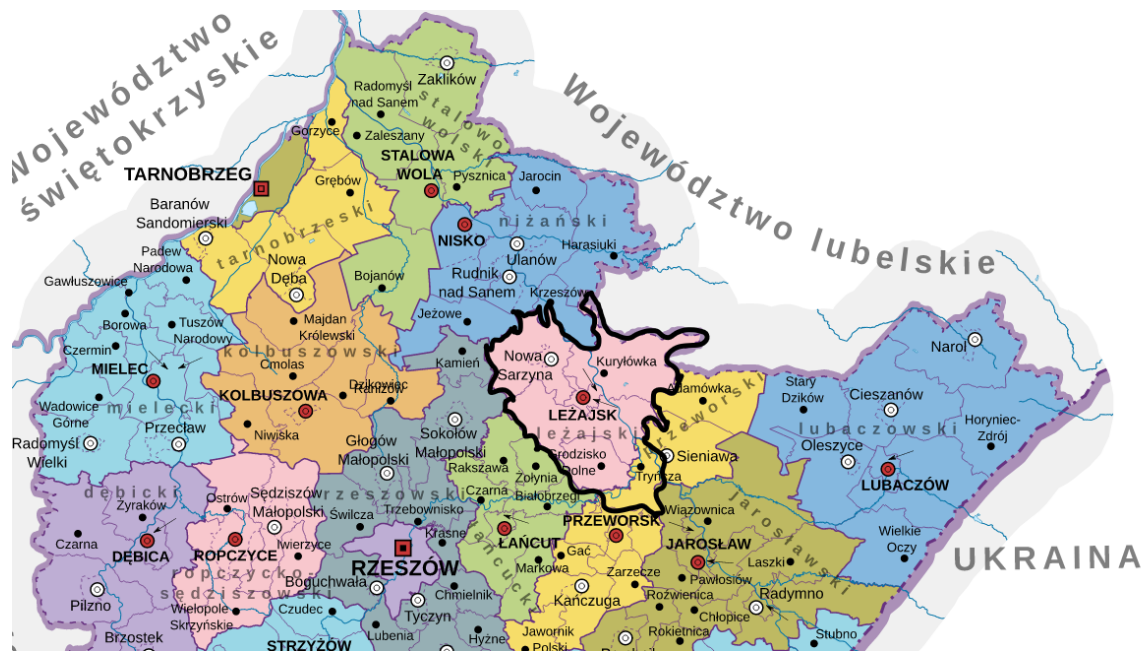 Województwo
świętokrzyskie
Województwo lubelskie
UKRAINA
Zaklików
Radomyśl
nad Sanem
stalowo
wolski
Gorzyce
Zaleszany
STALOWA
WOLA
Pysznica
Jarocin
TARNOBRZEG
Grębów
Baranów
Sandomierski
tarnobrzeski
niżański
NISKO
Ulanów
Harasiuki
Padew
Narodowa
Nowa
Dęba
Bojanów
Rudnik
nad Sanem
Krzeszów
Gawłuszowice
Borowa
Tuszów
Narodowy
Majdan
Królewski
Jeżowe
Czermin
kolbuszowski
Kamień
Nowa
Sarzyna
Kuryłówka
Narol
MIELEC
Cmolas
Dzikowiec
Raniżów
Adamówka
Stary
Dzików
Cieszanów
KOLBUSZOWA
LEŻAJSK
Wadowice
Górne
mielecki
Przecław
Niwiska
Głogów
Małopolski
Sokołów
Małopolski
leżajski
przeworski
lubaczowski
Horyniec-
Zdrój
Radomyśl
Wielki
Rakszawa
Żołynia
Grodzisko
Dolne
Sieniawa
Oleszyce
Tryńcza
LUBACZÓW
dębicki
Żyraków
Ostrów
Sędziszów
Małopolski
rzeszowski
Czarna
Białobrzegi
jarosławski
Świlcza
Trzebownisko
Wiązownica
Czarna
DĘBICA
ROPCZYCE
Iwierzyce
Krasne
ŁAŃCUT
łańcucki
PRZEWORSK
JAROSŁAW
Wielkie
Oczy
RZESZÓW
Gać
Markowa
Laszki
ropczycko-
sędziszowski
Boguchwała
Chmielnik
Zarzecze
Pawłosiów
Pilzno
Wielopole
Skrzyńskie
Czudec
Tyczyn
Kańczuga
Roźwienica
Chłopice
Radymno
Brzostek
STRZYŻÓW
Lubenia
Hyżne
Jawornik
Polski
Rokietnica
Stubno